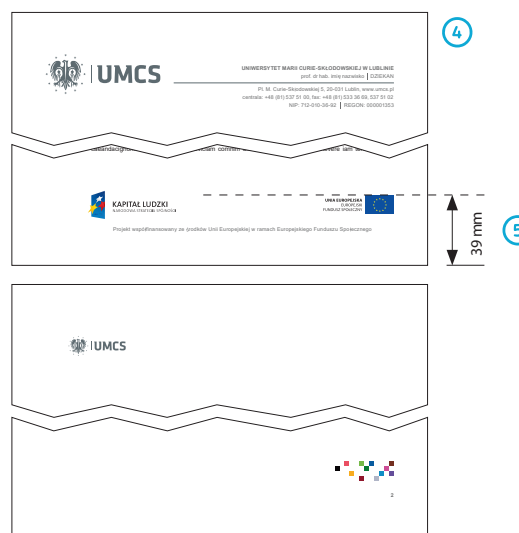 4
UMCS
UNIWERSYTET MARII CURIE-SKŁODOWSKIEJ W LUBLINIE
prof. dr hab. imię nazwisko | DZIEKAN
Pl. M. Curie-Skłodowskiej 5, 20-031 Lublin, www.umcs.pl
centrala: +48 (81) 537 51 00, fax: +48 (81) 533 36 69, 537 51 02
NIP: 712-010-36-92 | REGON: 000001353
comnim
iam
KAPITAŁ LUDZKI
NARODOWA STRATEGIA SPÓJNOŚCI
UNIA EUROPEJSKA
EUROPEJSKI
FUNDUSZ SPOŁECZNY
Projekt współfinansowany ze środków Unii Europejskiej w ramach Europejskiego Funduszu Społecznego
39 mm
5
UMCS
2